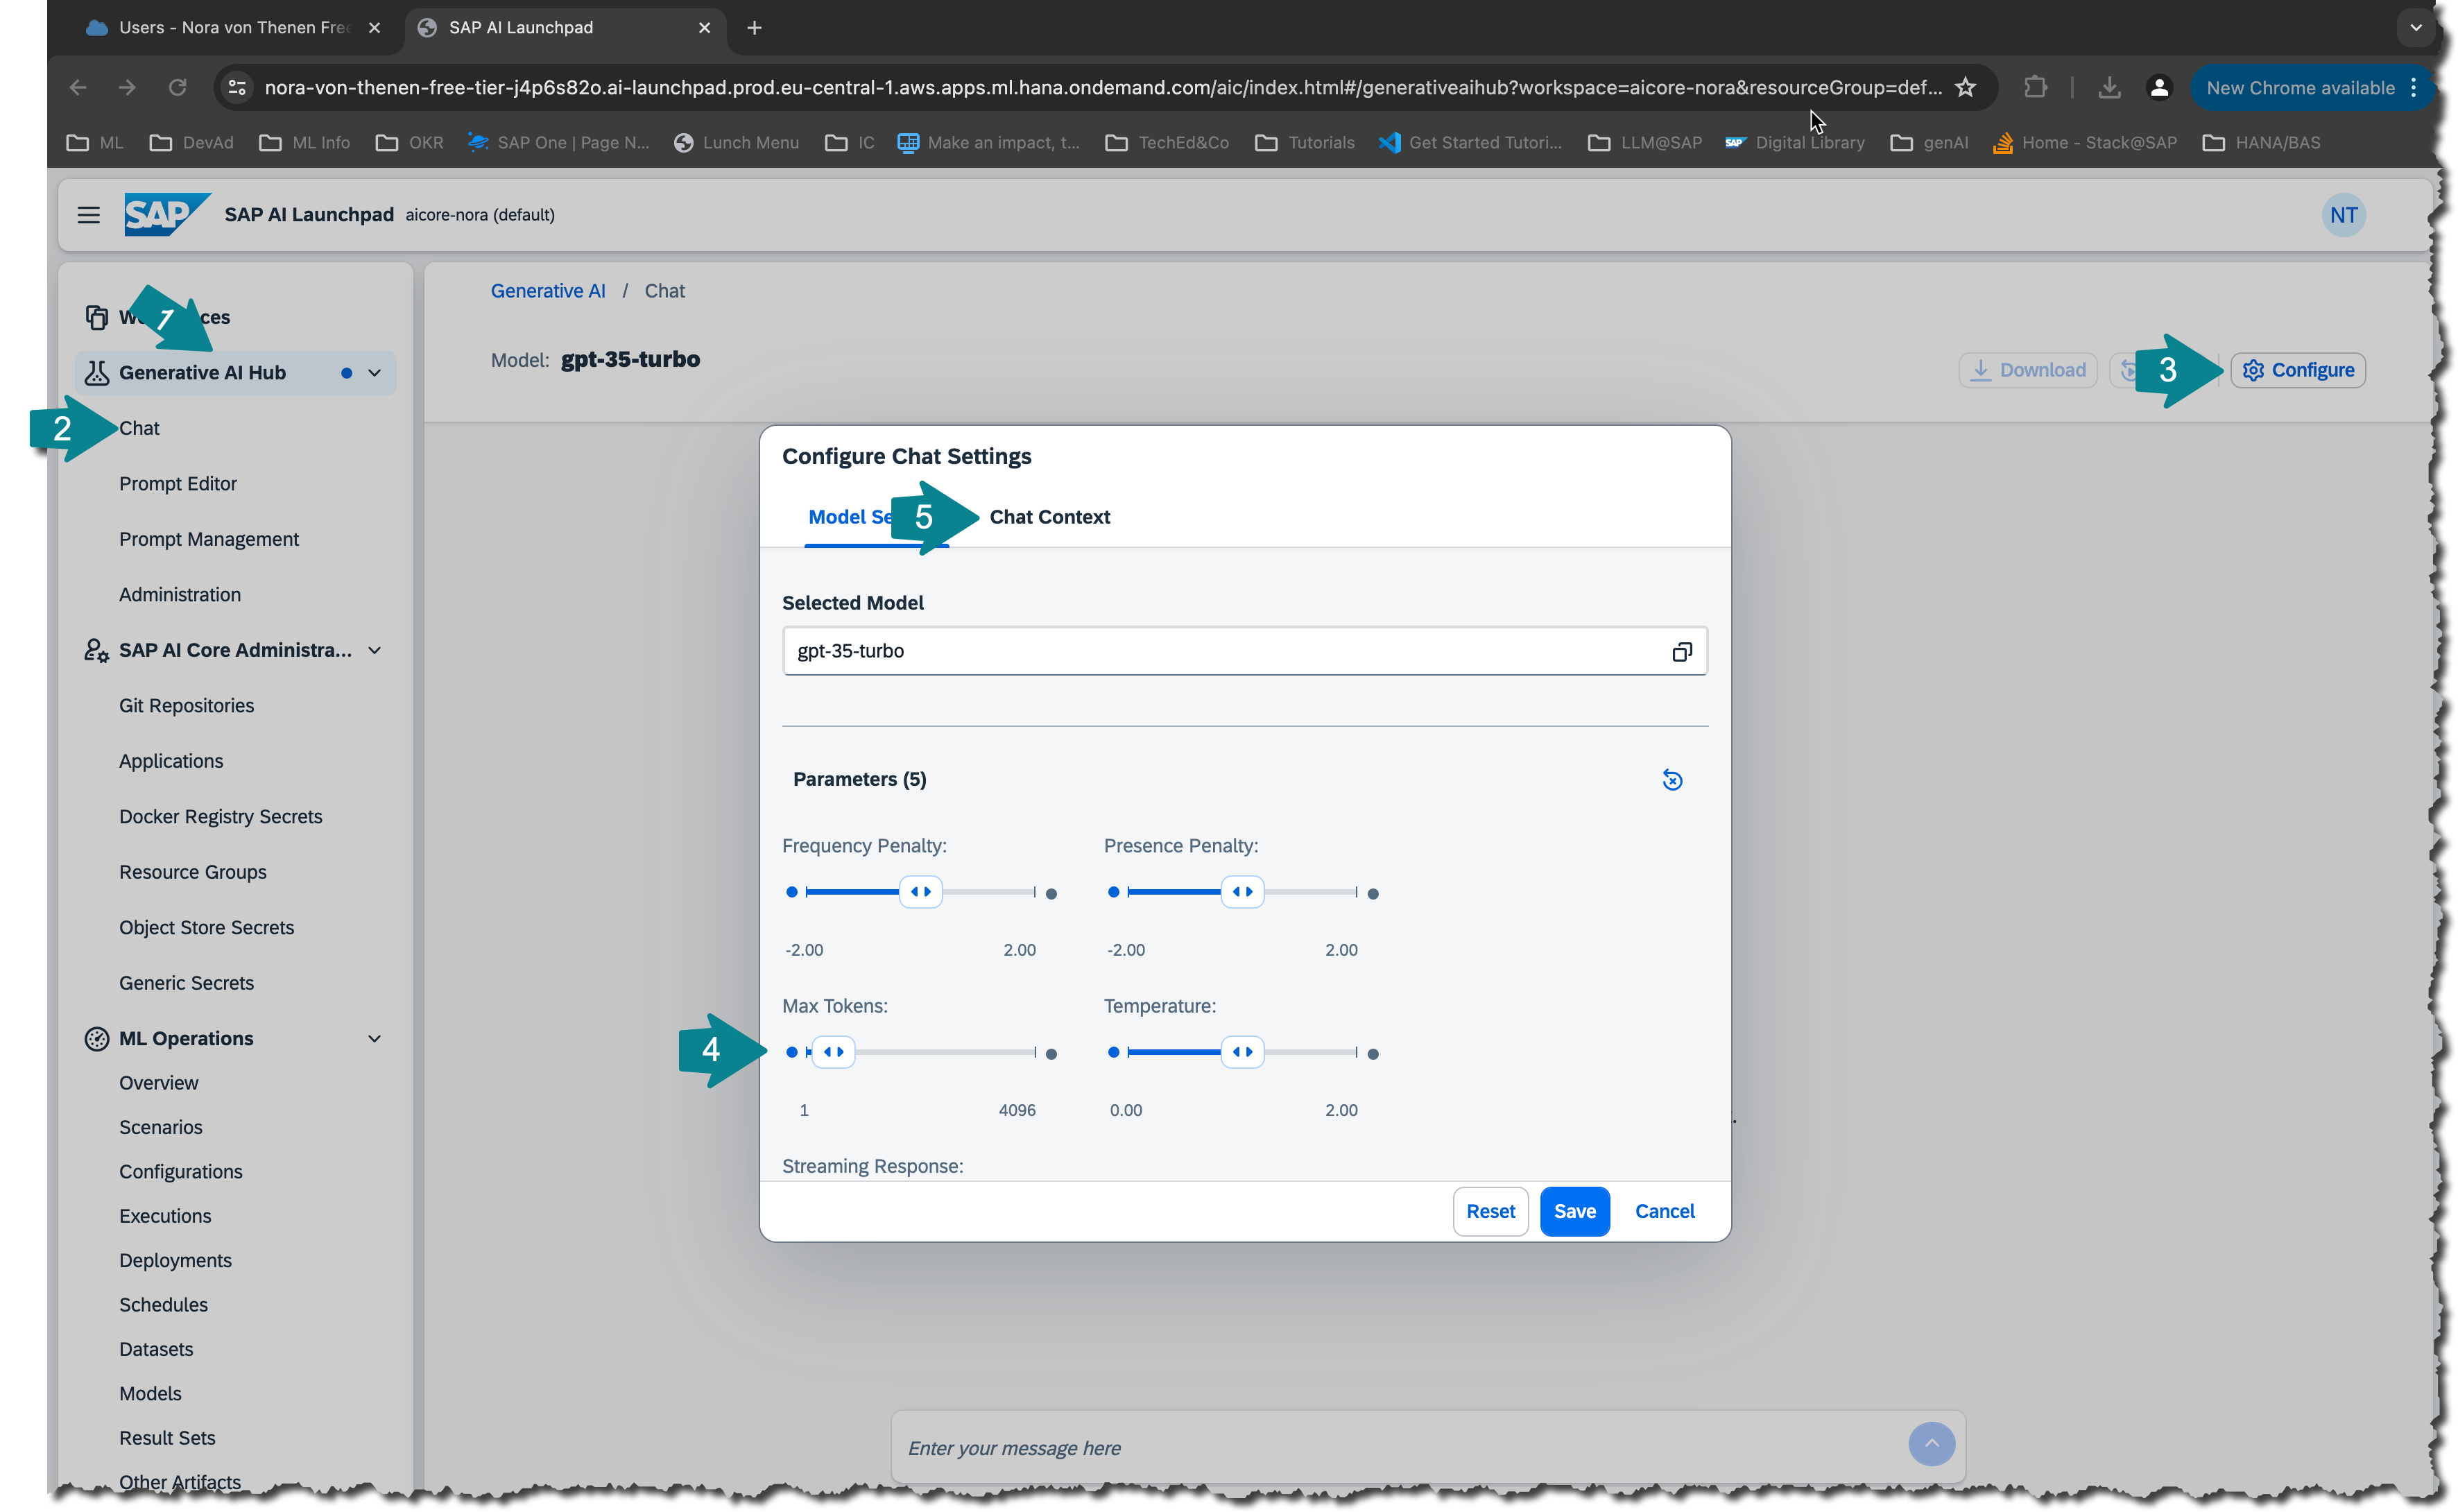 Users - Nora von Thenen Free
SAP AI Launchpad
nora-von-thenen-free-tier-j4p6s82o.ai-launchpad.prod.eu-central-1.aws.apps.ml.hana.ondemand.com/aic/index.html#/generativeaihub?workspace=aicore-nora&resourceGroup=def...
New Chrome available
ML
DevAd
ML Info
OKR
SAP One | Page N...
Lunch Menu
IC
Make an impact, t...
TechEd&Co
Tutorials
Get Started Tutori...
LLM@SAP
SAP
Digital Library
genAI
Home - Stack@SAP
HANA/BAS
SAP
SAP AI Launchpad
aicore-nora (default)
NT
1
Generative AI Hub
2
Chat
Prompt Editor
Prompt Management
Administration
SAP AI Core Administra...
Git Repositories
Applications
Docker Registry Secrets
Resource Groups
Object Store Secrets
Generic Secrets
ML Operations
Overview
Scenarios
Configurations
Executions
Deployments
Schedules
Datasets
Models
Result Sets
Other Artifacts
Generative AI / Chat
Model: gpt-35-turbo
Download
3
Configure
Configure Chat Settings
Model Se
5
Chat Context
Selected Model
gpt-35-turbo
Parameters (5)
Frequency Penalty:
Presence Penalty:
-2.00
2.00
-2.00
2.00
Max Tokens:
Temperature:
4
1
4096
0.00
2.00
Streaming Response:
Reset
Save
Cancel
Enter your message here